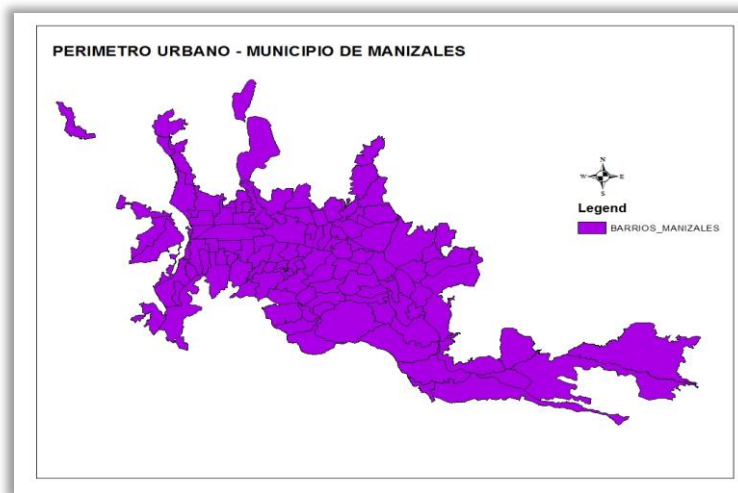 PERIMETRO URBANO - MUNICIPIO DE MANIZALES
N
W E
S
Legend
BARRIOS_MANIZALES